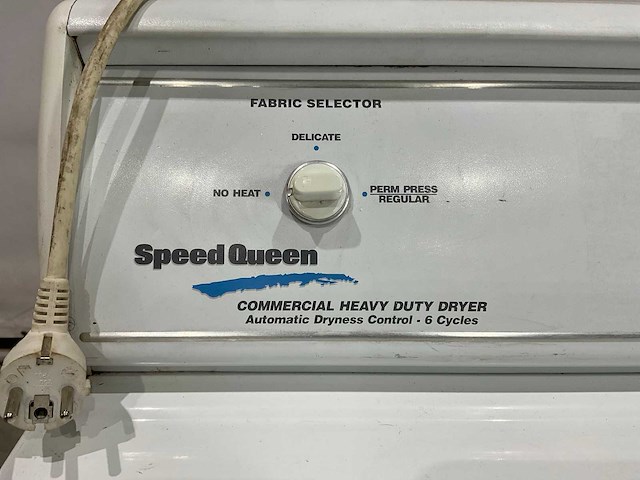 FABRIC SELECTOR
DELICATE
NO HEAT
PERM PRESS
REGULAR
Speed Queen
COMMERCIAL HEAVY DUTY DRYER
Automatic Dryness Control - 6 Cycles